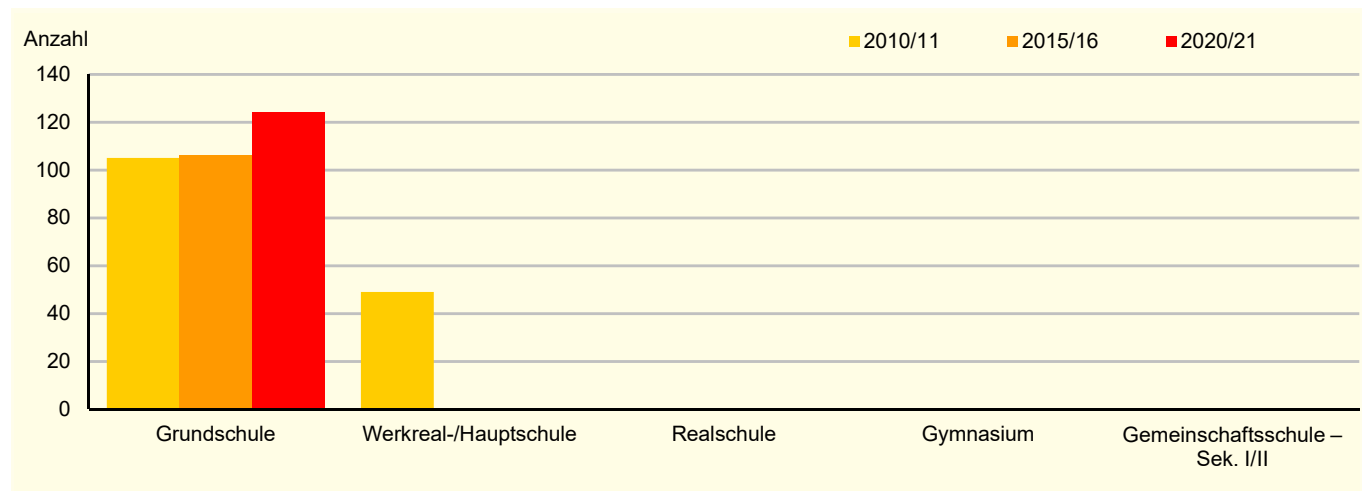 Anzahl
2010/11 2015/16 2020/21
140
120
100
80
60
40
20
0
Grundschule Werkreal-/Hauptschule Realschule Gymnasium Gemeinschaftsschule –
Sek. I/II